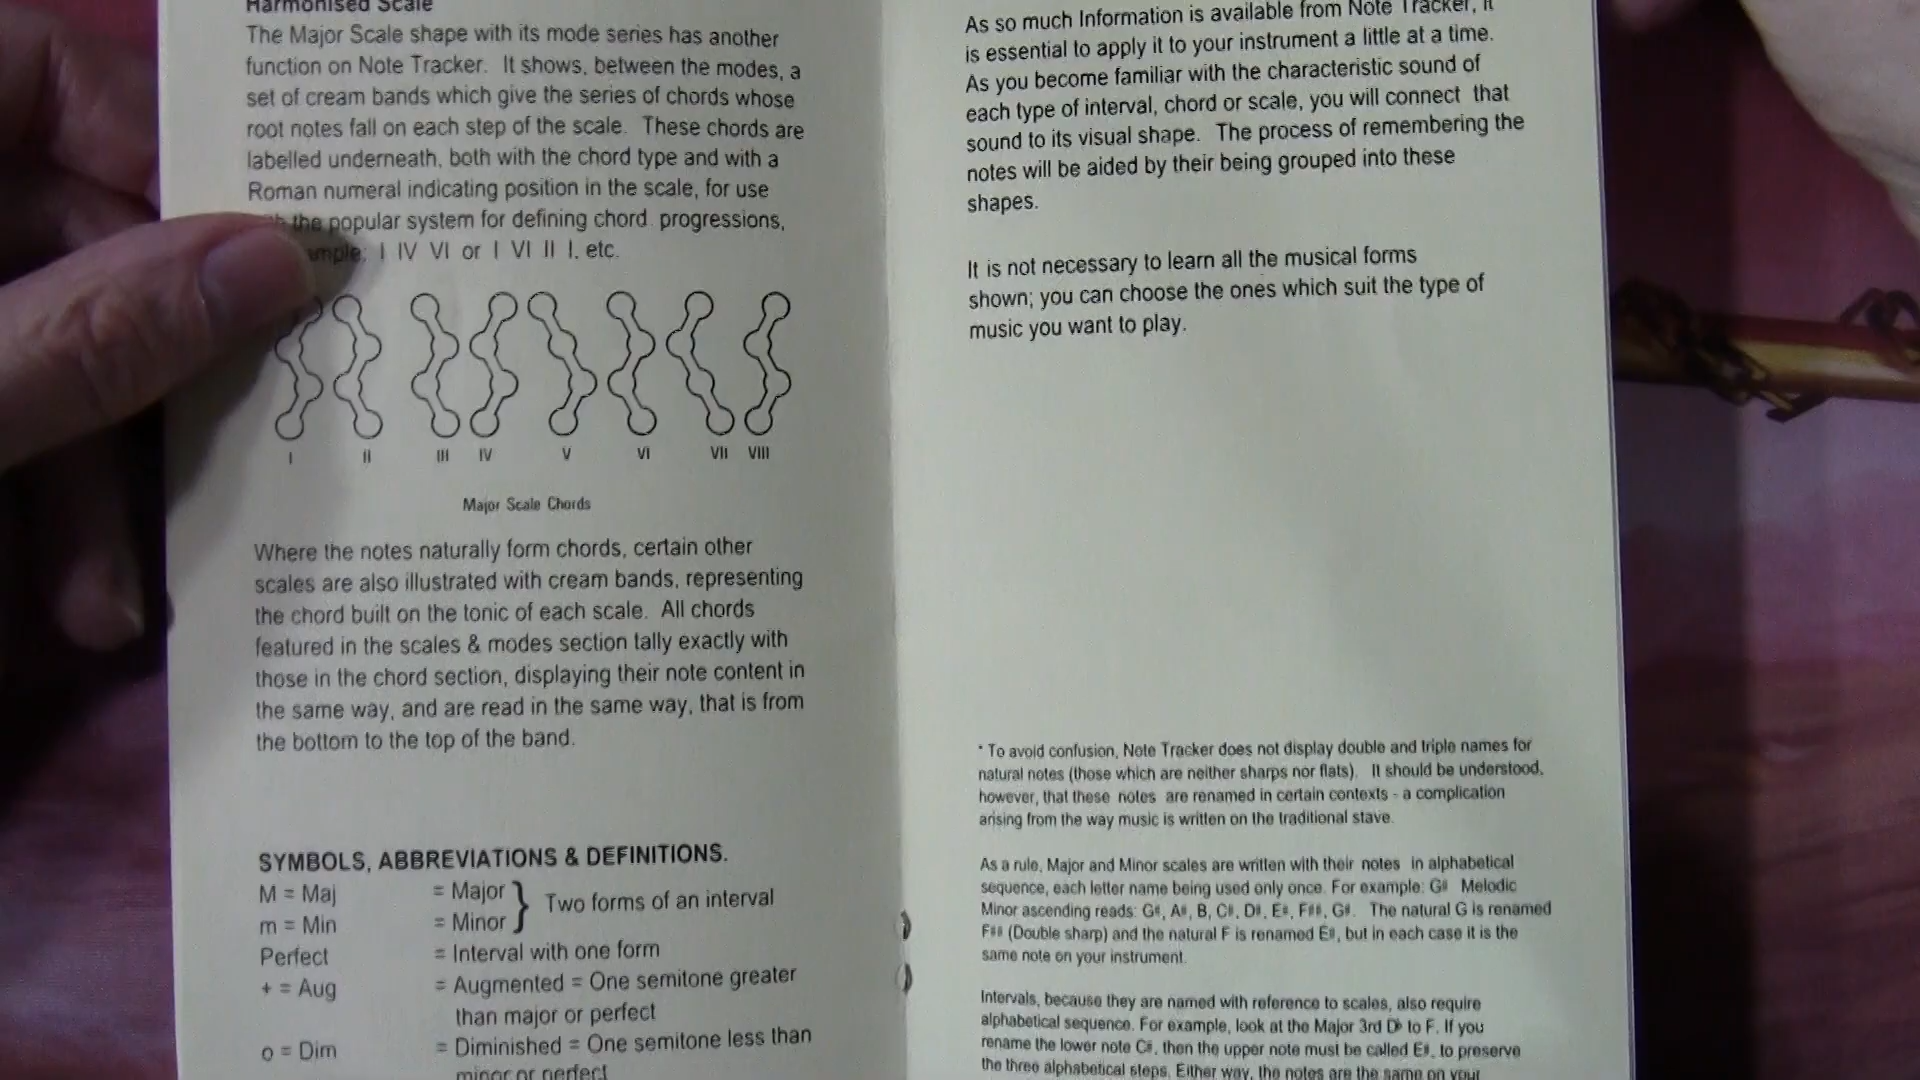 Harmonised Scale
The Major Scale shape with its mode series has another
function on Note Tracker. It shows, between the modes, a
set of cream bands which give the series of chords whose
root notes fall on each step of the scale. These chords are
labelled underneath, both with the chord type and with a
Roman numeral indicating position in the scale, for use
the popular system for defining chord progressions,
I IV VI or I VI II I, etc.
I II III IV V VI VII VIII
Major Scale Chords
Where the notes naturally form chords, certain other
scales are also illustrated with cream bands, representing
the chord built on the tonic of each scale. All chords
featured in the scales & modes section tally exactly with
those in the chord section, displaying their note content in
the same way, and are read in the same way, that is from
the bottom to the top of the band.
SYMBOLS, ABBREVIATIONS & DEFINITIONS.
M = Maj = Major } Two forms of an interval
m = Min = Minor
Perfect = Interval with one form
+ = Aug = Augmented = One semitone greater
than major or perfect
o = Dim = Diminished = One semitone less than
minor or perfect
As so much Information is available from Note Tracker, it
is essential to apply it to your instrument a little at a time.
As you become familiar with the characteristic sound of
each type of interval, chord or scale, you will connect that
sound to its visual shape. The process of remembering the
notes will be aided by their being grouped into these
shapes.
It is not necessary to learn all the musical forms
shown; you can choose the ones which suit the type of
music you want to play.
* To avoid confusion, Note Tracker does not display double and triple names for
natural notes (those which are neither sharps nor flats). It should be understood,
however, that these notes are renamed in certain contexts - a complication
arising from the way music is written on the traditional stave.
As a rule, Major and Minor scales are written with their notes in alphabetical
sequence, each letter name being used only once. For example: G# Melodic
Minor ascending reads: G#, A#, B, C#, D#, E#, F##, G#. The natural G is renamed
F## (Double sharp) and the natural F is renamed E#, but in each case it is the
same note on your instrument.
Intervals, because they are named with reference to scales, also require
alphabetical sequence. For example, look at the Major 3rd D♭ to F. If you
rename the lower note C#, then the upper note must be called E#, to preserve
the three alphabetical steps. Either way, the notes are the same on your